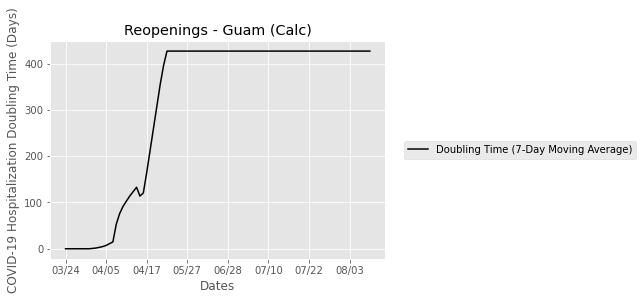 Reopenings - Guam (Calc)
COVID-19 Hospitalization Doubling Time (Days)
400
300
200
100
0
03/24 04/05 04/17 05/27 06/28 07/10 07/22 08/03
Dates
Doubling Time (7-Day Moving Average)